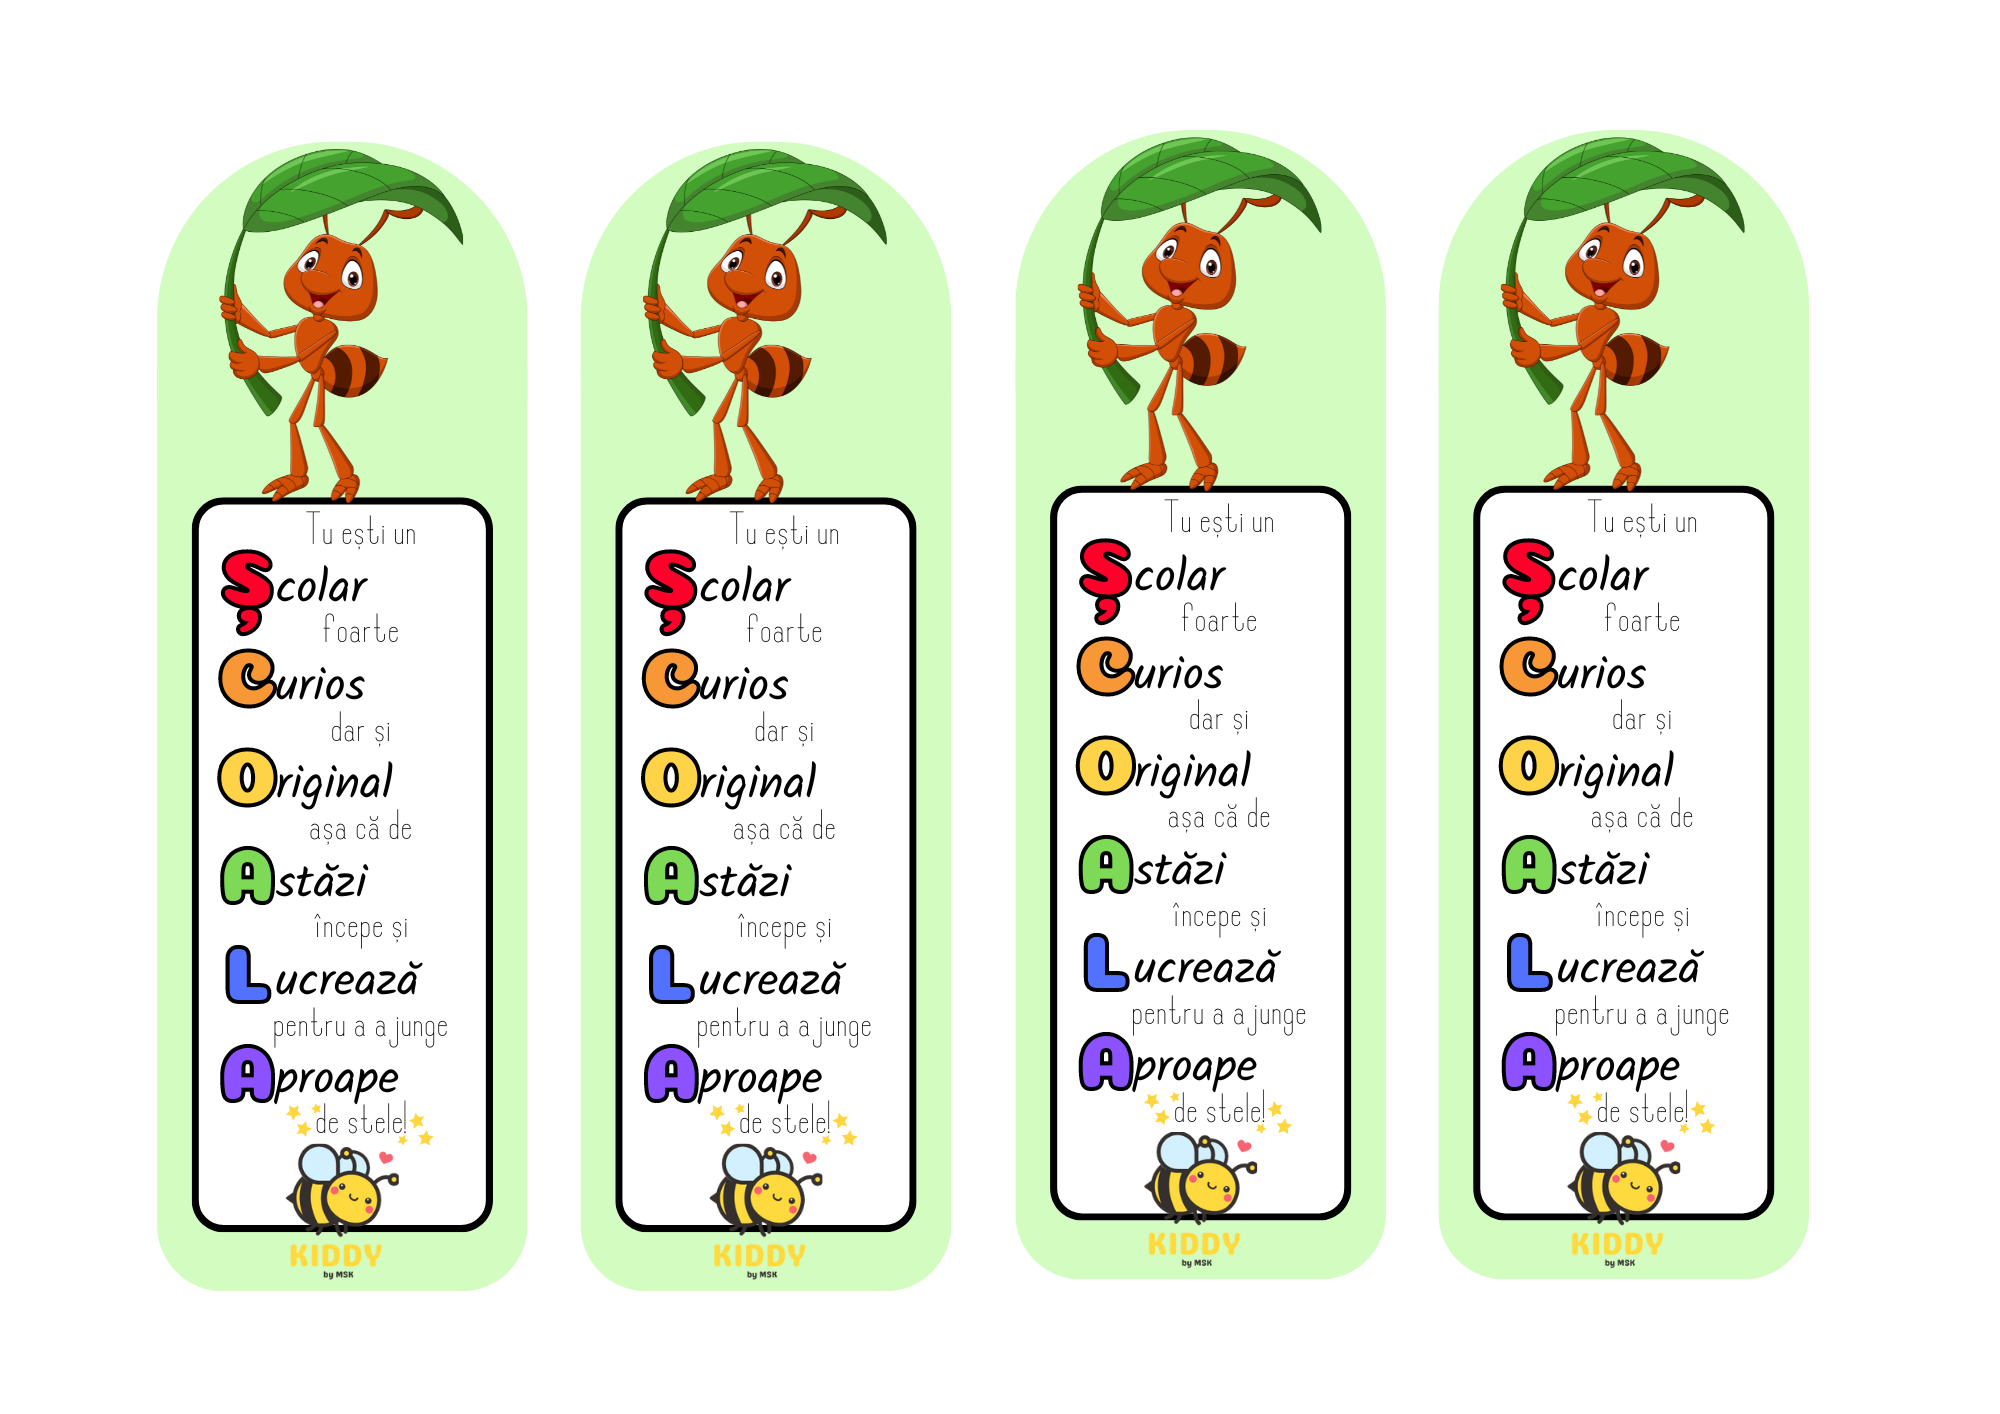 Tu ești un
Școlar
foarte
Curios
dar și
Original
așa că de
Astăzi
începe și
Lucrează
pentru a ajunge
Aproape
de stele!
KIDDY
by MSK
Tu ești un
Școlar
foarte
Curios
dar și
Original
așa că de
Astăzi
începe și
Lucrează
pentru a ajunge
Aproape
de stele!
KIDDY
by MSK
Tu ești un
Școlar
foarte
Curios
dar și
Original
așa că de
Astăzi
începe și
Lucrează
pentru a ajunge
Aproape
de stele!
KIDDY
by MSK
Tu ești un
Școlar
foarte
Curios
dar și
Original
așa că de
Astăzi
începe și
Lucrează
pentru a ajunge
Aproape
de stele!
KIDDY
by MSK